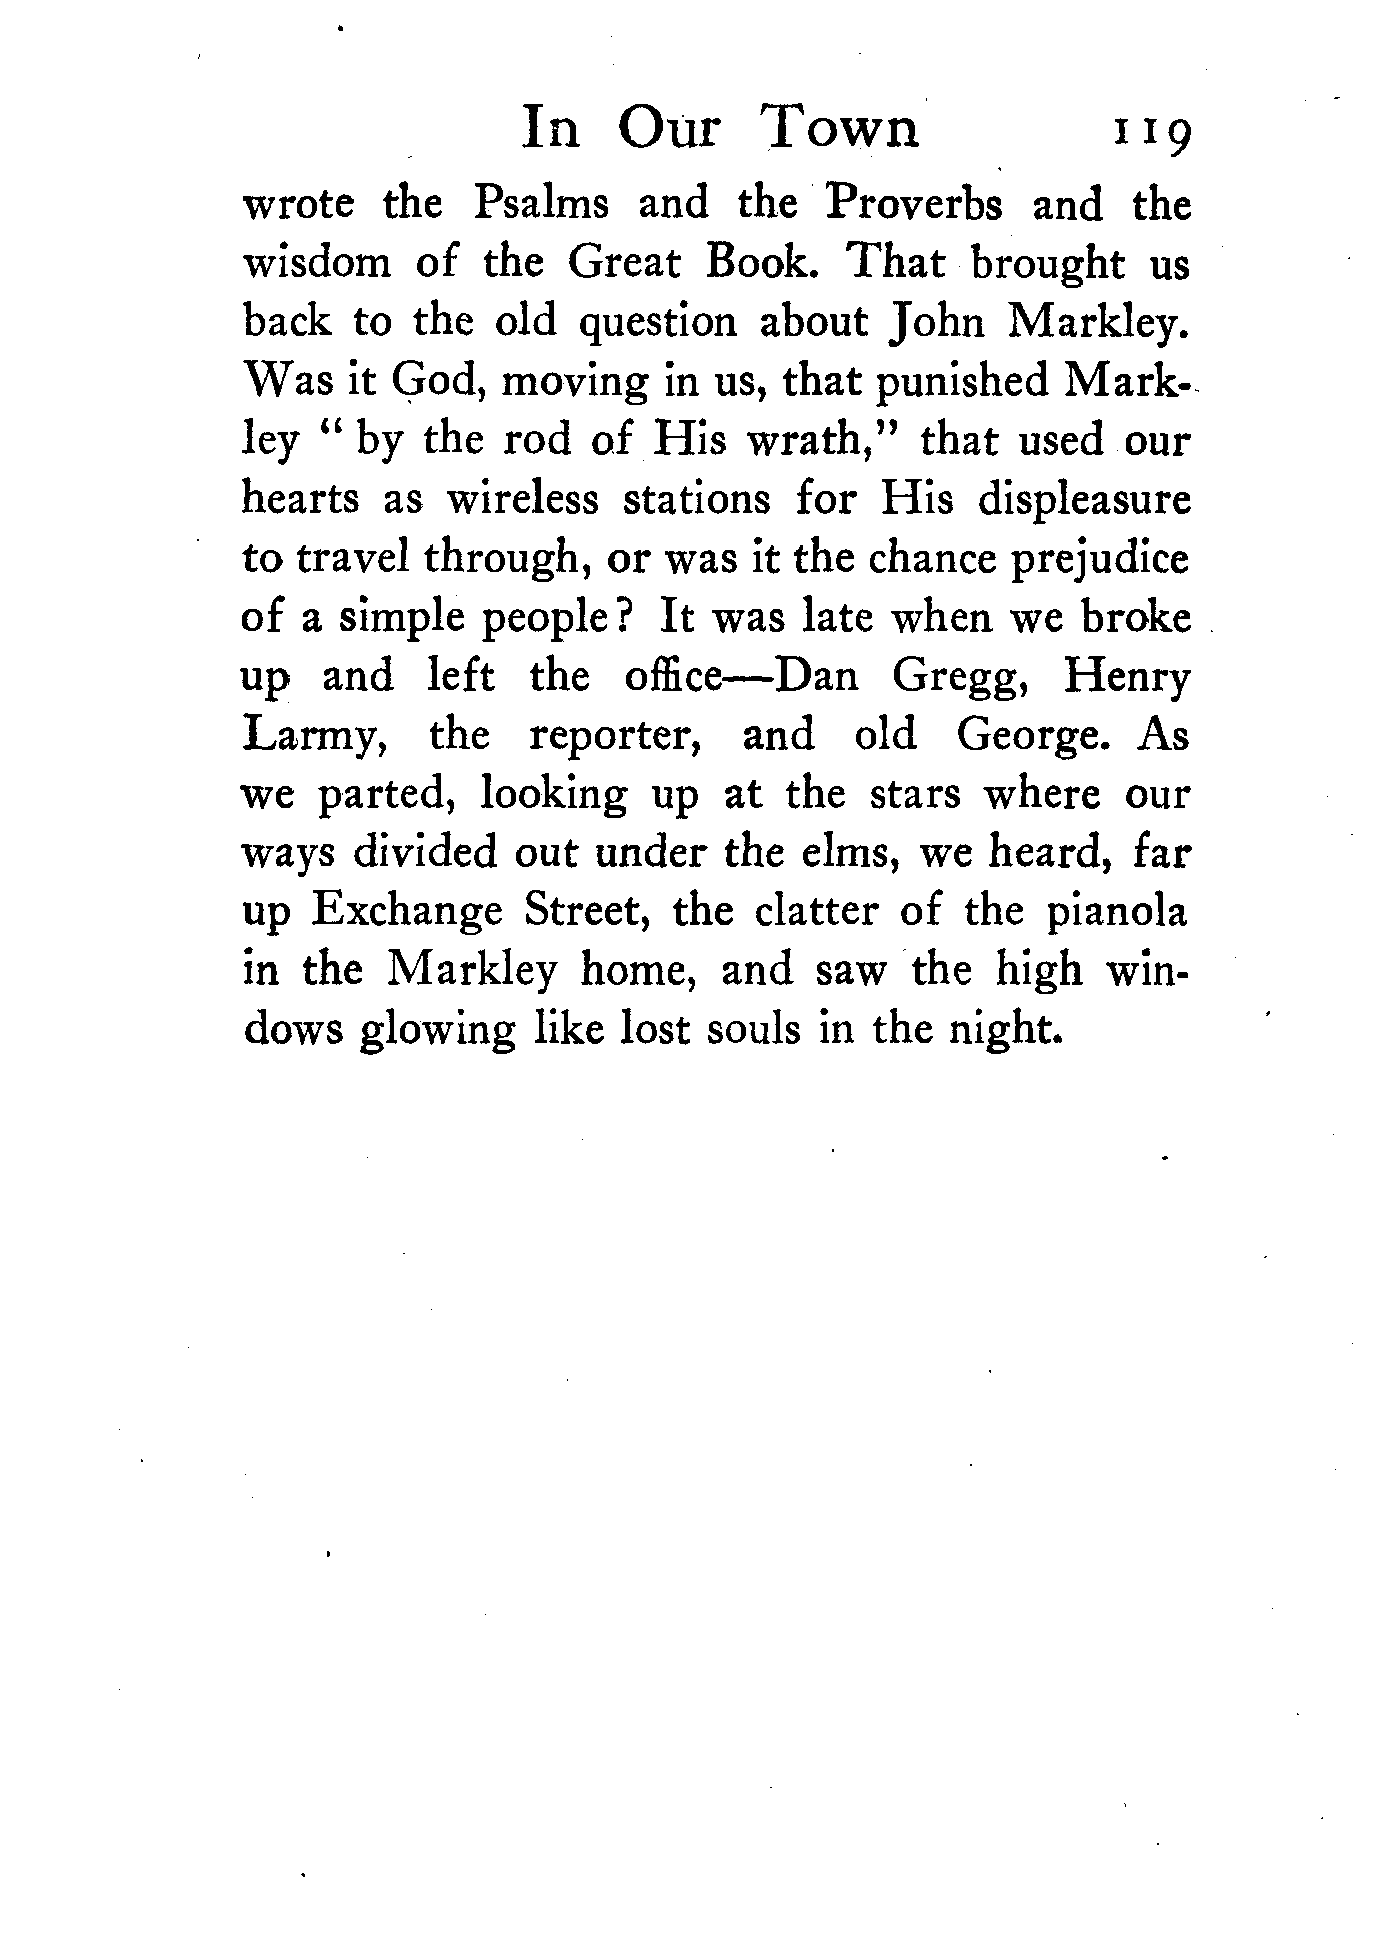 In Our Town 119
wrote the Psalms and the Proverbs and the
wisdom of the Great Book. That brought us
back to the old question about John Markley.
Was it God, moving in us, that punished Mark-
ley “ by the rod of His wrath,” that used our
hearts as wireless stations for His displeasure
to travel through, or was it the chance prejudice
of a simple people? It was late when we broke
up and left the office—Dan Gregg, Henry
Larmy, the reporter, and old George. As
we parted, looking up at the stars where our
ways divided out under the elms, we heard, far
up Exchange Street, the clatter of the pianola
in the Markley home, and saw the high win-
dows glowing like lost souls in the night.